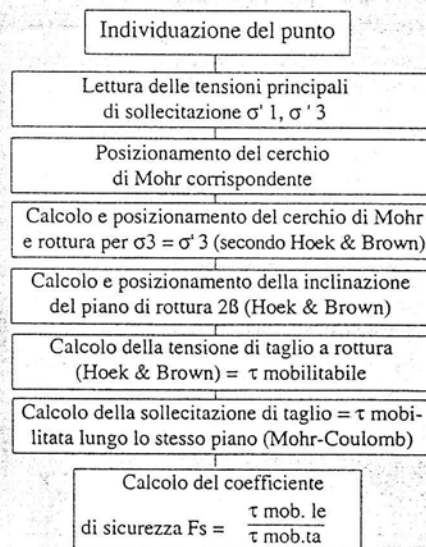 Individuazione del punto
Lettura delle tensioni principali
di sollecitazione σ' 1, σ ' 3
Posizionamento del cerchio
di Mohr corrispondente
Calcolo e posizionamento del cerchio di Mohr
e rottura per σ3 = σ' 3 (secondo Hoek & Brown)
Calcolo e posizionamento della inclinazione
del piano di rottura 2ß (Hoek & Brown)
Calcolo della tensione di taglio a rottura
(Hoek & Brown) = τ mobilitabile
Calcolo della sollecitazione di taglio = τ mobi-
litata lungo lo stesso piano (Mohr-Coulomb)
Calcolo del coefficiente
di sicurezza Fs = τ mob. le
τ mob.ta